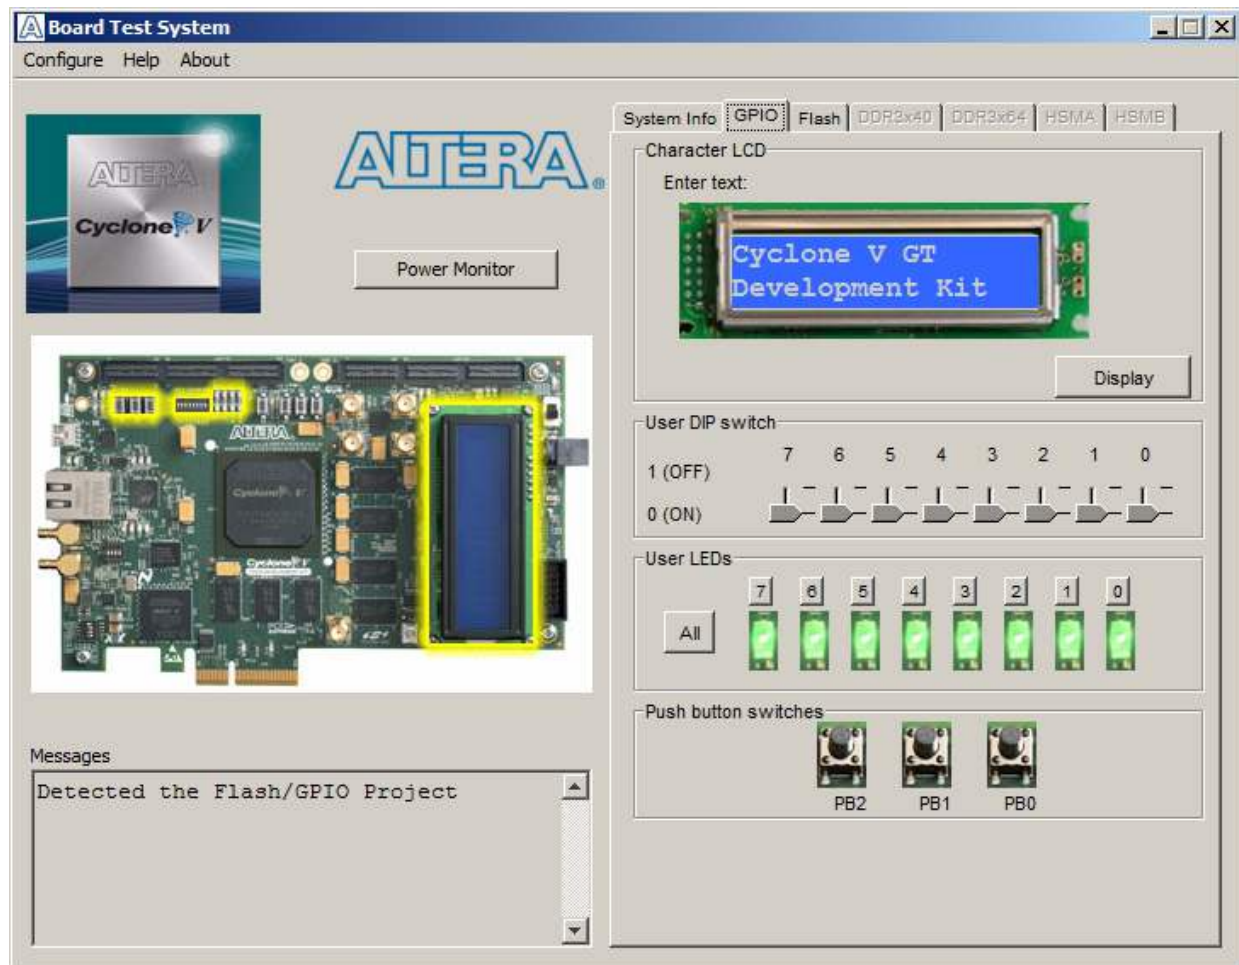 Board Test System
Configure Help About
ALTERA
Cyclone V
ALTERA®
Power Monitor
ALTERA
Cyclone V
Cyclone V
Messages
Detected the Flash/GPIO Project
System Info GPIO Flash DDR3x40 DDR3x64 HSMA HSMB
Character LCD
Enter text:
Cyclone V GT
Development Kit
Display
User DIP switch
7 6 5 4 3 2 1 0
1 (OFF)
0 (ON)
User LEDs
7 6 5 4 3 2 1 0
All
Push button switches
PB2 PB1 PB0